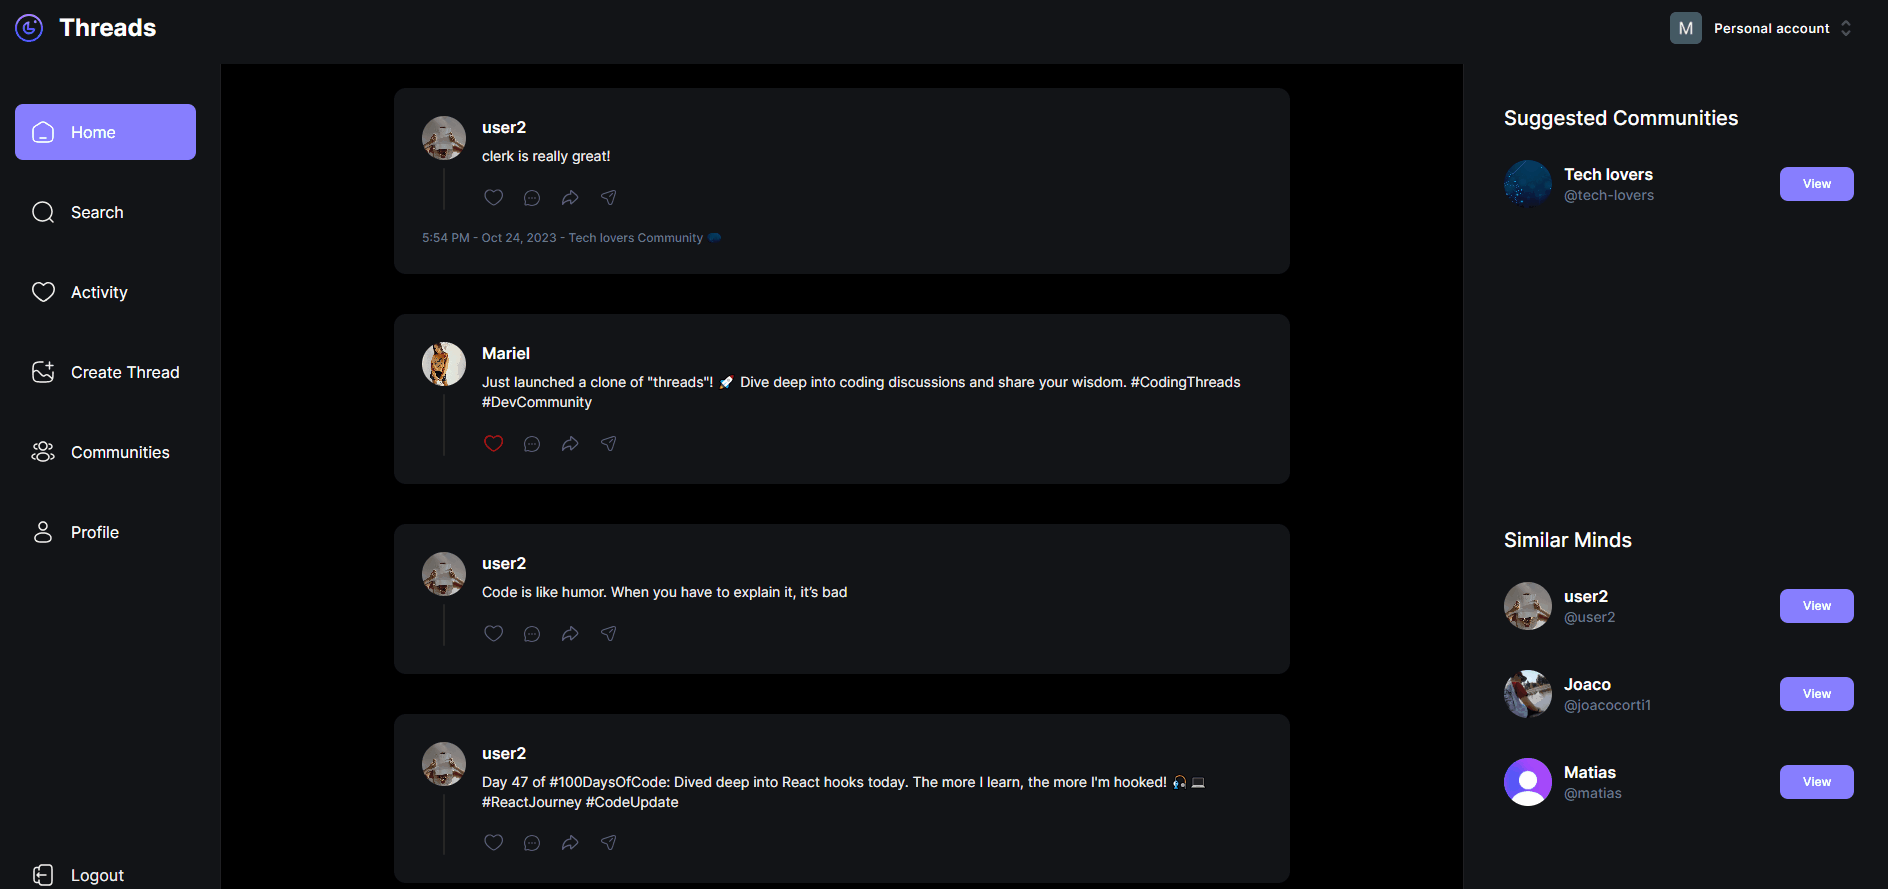 Threads
M Personal account
Home
Search
Activity
Create Thread
Communities
Profile
Logout
user2
clerk is really great!
5:54 PM - Oct 24, 2023 - Tech lovers Community
Mariel
Just launched a clone of "threads"! 🚀 Dive deep into coding discussions and share your wisdom. #CodingThreads
#DevCommunity
user2
Code is like humor. When you have to explain it, it’s bad
user2
Day 47 of #100DaysOfCode: Dived deep into React hooks today. The more I learn, the more I'm hooked! 🎧💻
#ReactJourney #CodeUpdate
Suggested Communities
Tech lovers
@tech-lovers
View
Similar Minds
user2
@user2
View
Joaco
@joacocorti1
View
Matias
@matias
View